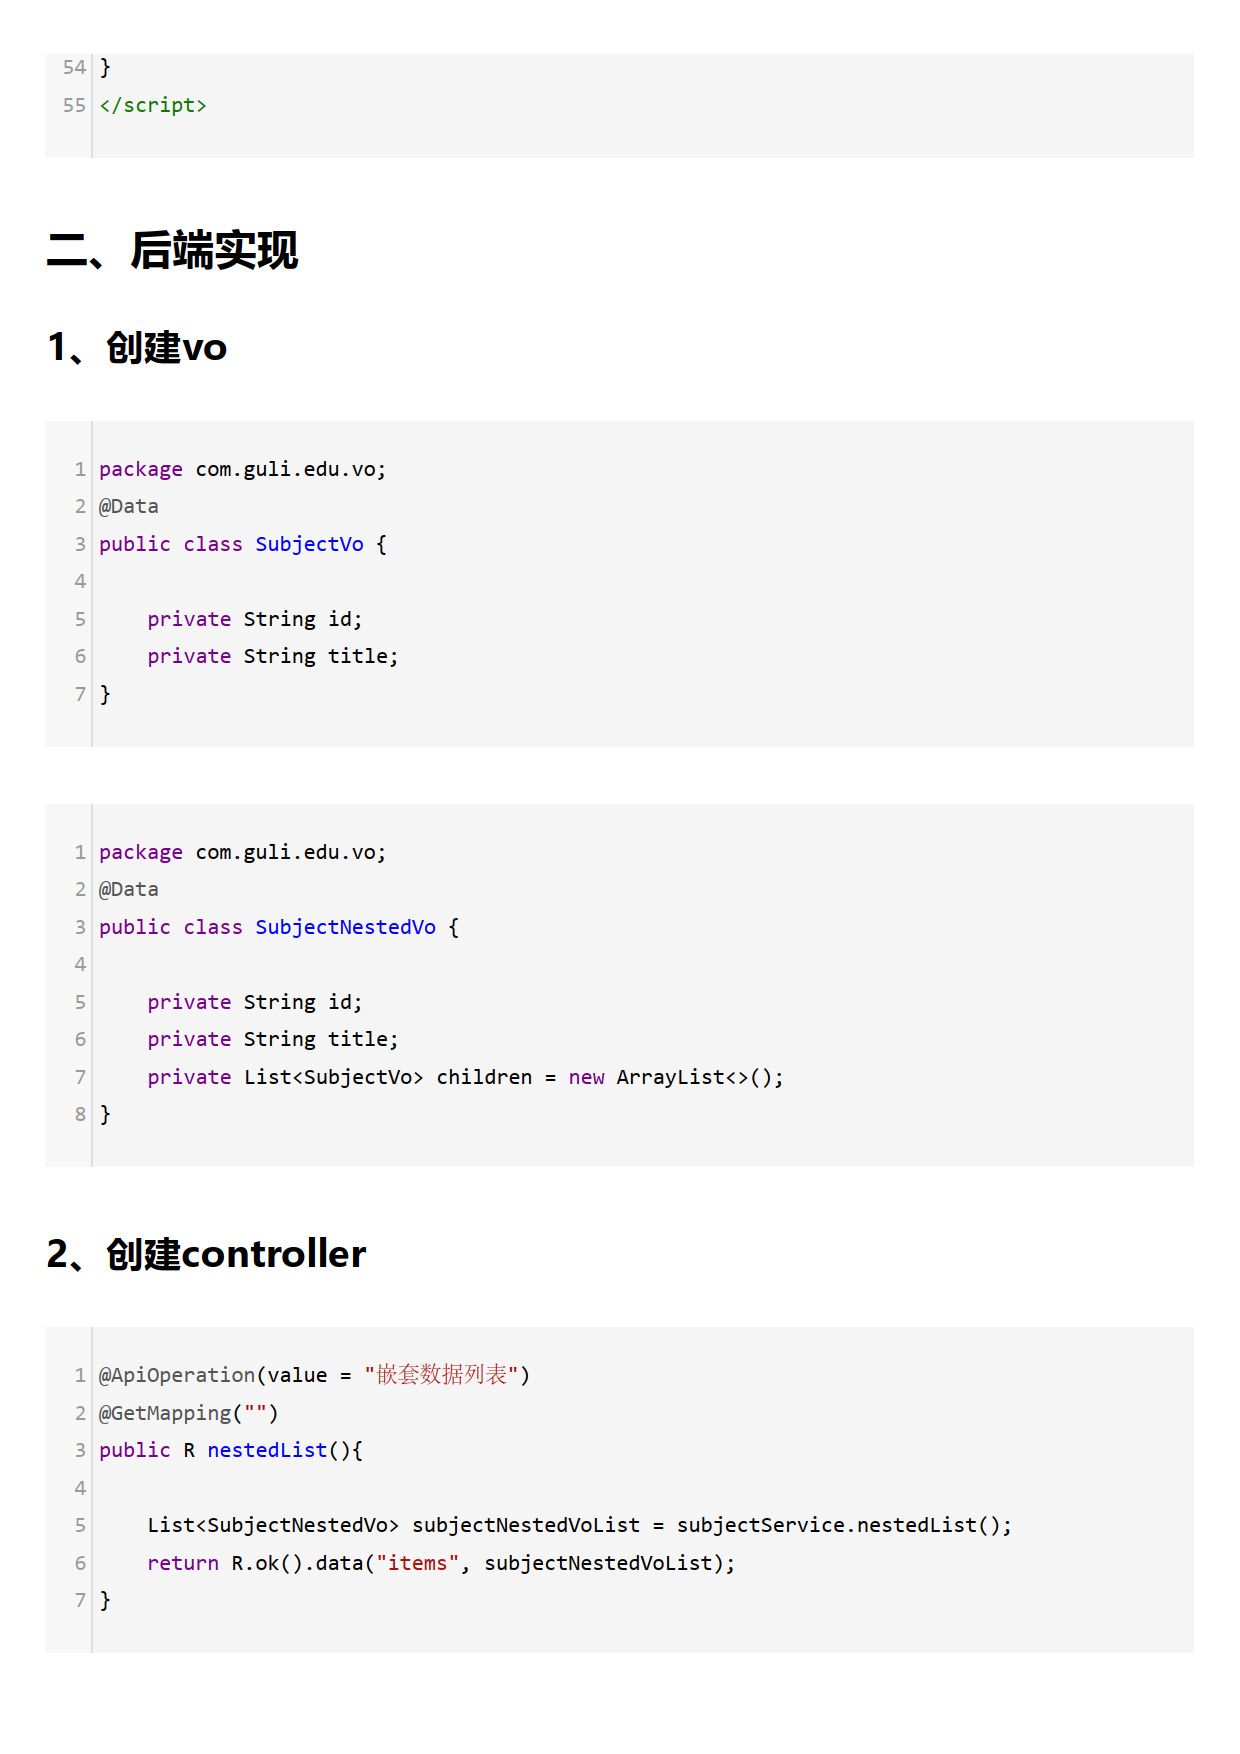 54 }
55 </script>
二、后端实现
1、创建vo
1 package com.guli.edu.vo;
2 @Data
3 public class SubjectVo {
4
5     private String id;
6     private String title;
7 }
1 package com.guli.edu.vo;
2 @Data
3 public class SubjectNestedVo {
4
5     private String id;
6     private String title;
7     private List<SubjectVo> children = new ArrayList<>();
8 }
2、创建controller
1 @ApiOperation(value = "嵌套数据列表")
2 @GetMapping("")
3 public R nestedList(){
4
5     List<SubjectNestedVo> subjectNestedVoList = subjectService.nestedList();
6     return R.ok().data("items", subjectNestedVoList);
7 }